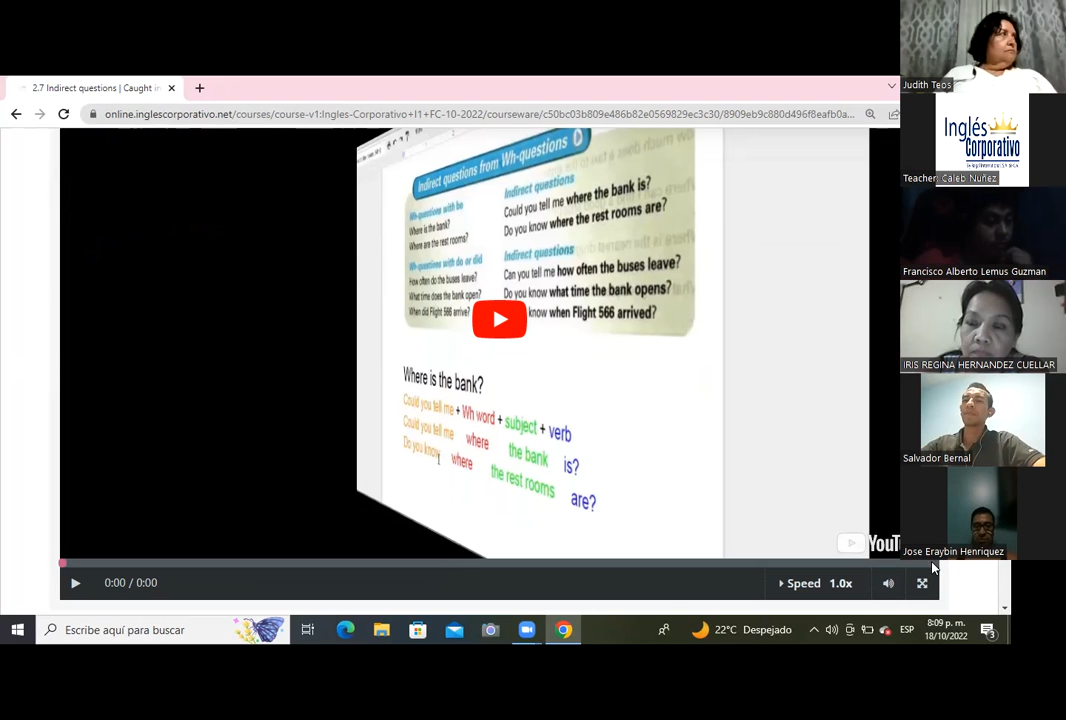 2.7 Indirect questions | Caught in
online.inglescorporativo.net/courses/course-v1:Ingles-Corporativo+I1+FC-10-2022/courseware/c50bc03b809e486b82e0569829ec3c30/8909eb9c880d496f8eafb0a...
Indirect questions from Wh-questions
Wh-questions with be
Where is the bank?
Where are the rest rooms?
Wh-questions with do or did
How often do the buses leave?
What time does the bank open?
When did Flight 566 arrive?
Indirect questions
Could you tell me where the bank is?
Do you know where the rest rooms are?
Indirect questions
Can you tell me how often the buses leave?
Do you know what time the bank opens?
know when Flight 566 arrived?
Where is the bank?
Could you tell me + Wh word + subject + verb
Could you tell me where the bank is?
Do you know where the rest rooms are?
YouT
0:00 / 0:00
Speed 1.0x
Judith Teos
Inglés
Corporativo
Teacher Caleb Nuñez
Francisco Alberto Lemus Guzman
IRIS REGINA HERNANDEZ CUELLAR
Salvador Bernal
Jose Eraybin Henriquez
Escribe aquí para buscar
22°C Despejado
ESP
8:09 p. m.
18/10/2022
3